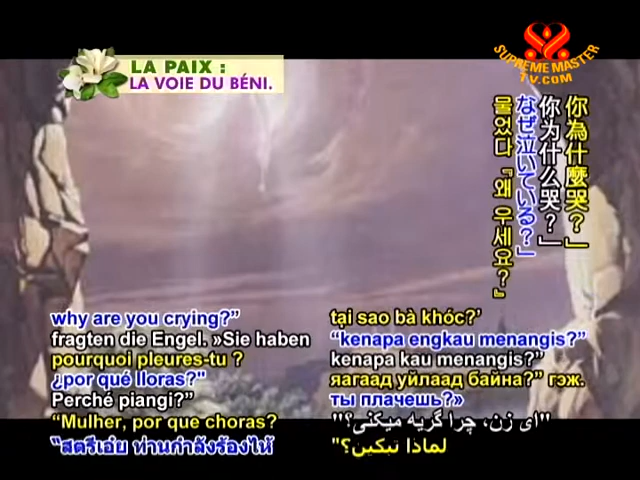 LA PAIX :
LA VOIE DU BÉNI.
SUPREME MASTER
TV.COM
你為什麼哭？」
你为什么哭？」
なぜ泣いている？」
물었다『왜 우세요？』
why are you crying?”
fragten die Engel. »Sie haben
pourquoi pleures-tu ?
¿por qué lloras?"
Perché piangi?”
“Mulher, por que choras?
“สตรีเอ๋ย ท่านกำลังร้องไห้
tại sao bà khóc?’
“kenapa engkau menangis?”
kenapa kau menangis?”
яагаад уйлаад байна?” гэж.
ты плачешь?»
"ای زن، چرا گریه میکنی؟"
لماذا تبكين؟"